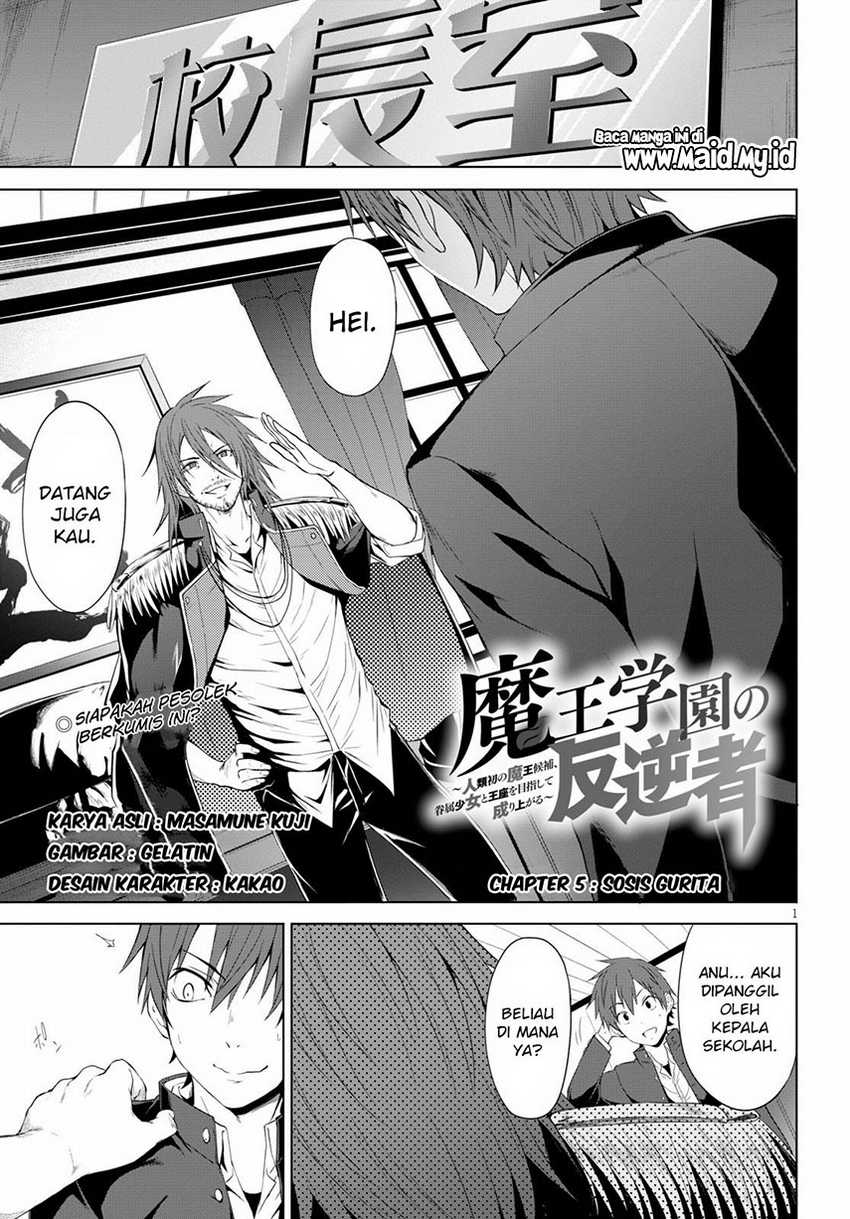 校長室
Baca Manga ini di
www.Maid.My.id
HEI.
DATANG
JUGA
KAU.
SIAPAKAH PESOLEK
BERKUMIS INI?
魔王学園の
反逆者
～人類初の魔王候補、
眷属少女と王座を目指して
成り上がる～
KARYA ASLI : MASAMUNE KUJI
GAMBAR : GELATIN
DESAIN KARAKTER : KAKAO
CHAPTER 5 : SOSIS GURITA
1
ANU... AKU
DIPANGGIL
OLEH
KEPALA
SEKOLAH.
BELIAU
DI MANA
YA?